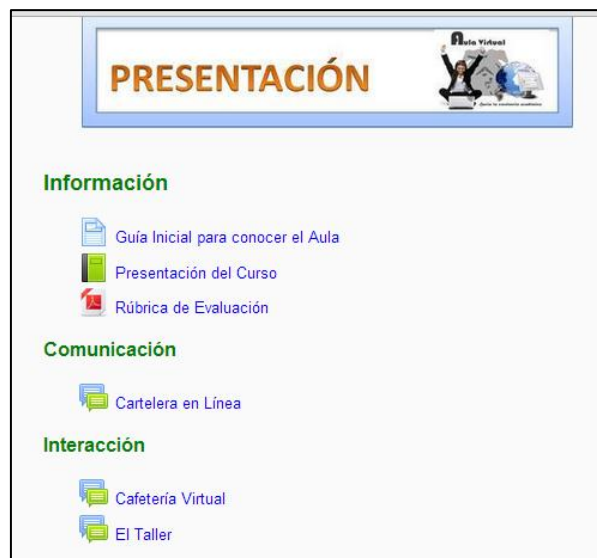 Aula Virtual
PRESENTACIÓN
Información
Guía Inicial para conocer el Aula
Presentación del Curso
Rúbrica de Evaluación
Comunicación
Cartelera en Línea
Interacción
Cafetería Virtual
El Taller